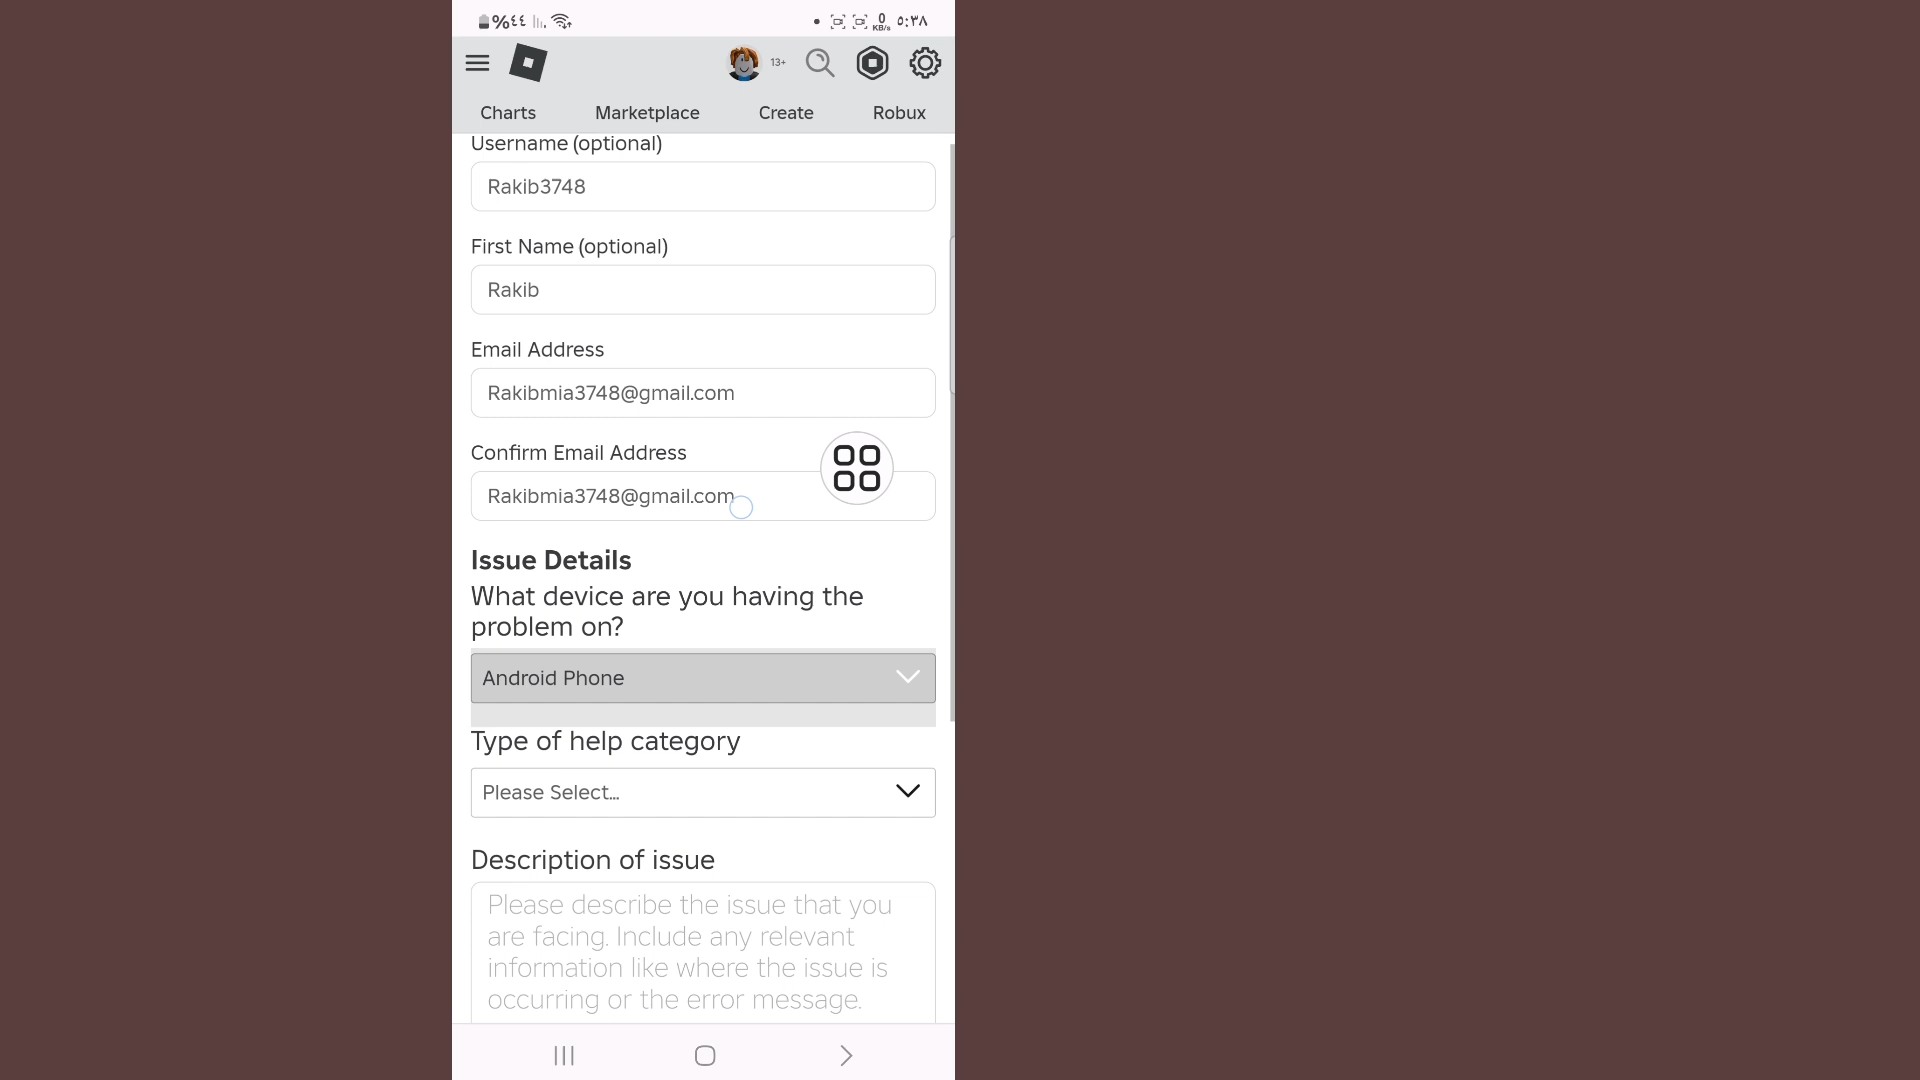 %٤٤
0
KB/s
٥:٣٨
13+
Charts
Marketplace
Create
Robux
Username (optional)
Rakib3748
First Name (optional)
Rakib
Email Address
Rakibmia3748@gmail.com
Confirm Email Address
Rakibmia3748@gmail.com
Issue Details
What device are you having the
problem on?
Android Phone
Type of help category
Please Select...
Description of issue
Please describe the issue that you
are facing. Include any relevant
information like where the issue is
occurring or the error message.